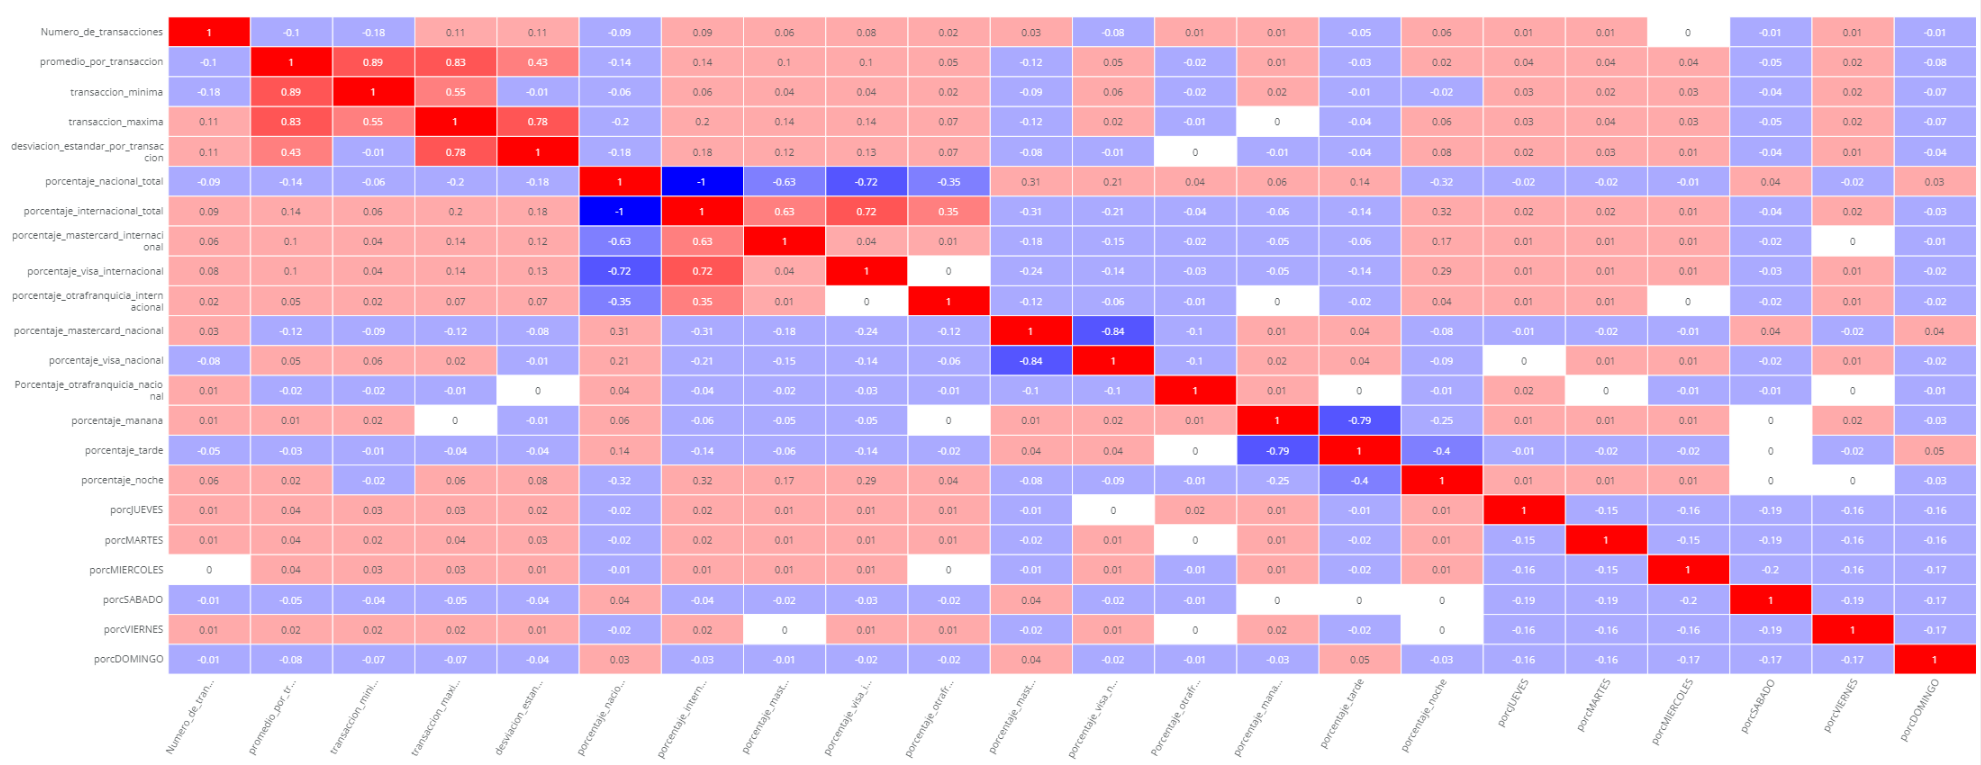 Numero_de_transacciones 1 -0.1 -0.18 0.11 0.11 -0.09 0.09 0.06 0.08 0.02 0.03 -0.08 0.01 0.01 -0.05 0.06 0.01 0.01 0 -0.01 0.01 -0.01
promedio_por_transaccion -0.1 1 0.89 0.83 0.43 -0.14 0.14 0.1 0.1 0.05 -0.12 0.05 -0.02 0.01 -0.03 0.02 0.04 0.04 0.04 -0.05 0.02 -0.08
transaccion_minima -0.18 0.89 1 0.55 -0.01 -0.06 0.06 0.04 0.04 0.02 -0.09 0.06 -0.02 0.02 -0.01 -0.02 0.03 0.02 0.03 -0.04 0.02 -0.07
transaccion_maxima 0.11 0.83 0.55 1 0.78 -0.2 0.2 0.14 0.14 0.07 -0.12 0.02 -0.01 0 -0.04 0.06 0.03 0.04 0.03 -0.05 0.02 -0.07
desviacion_estandar_por_transac
cion 0.11 0.43 -0.01 0.78 1 -0.18 0.18 0.12 0.13 0.07 -0.08 -0.01 0 -0.01 -0.04 0.08 0.02 0.03 0.01 -0.04 0.01 -0.04
porcentaje_nacional_total -0.09 -0.14 -0.06 -0.2 -0.18 1 -1 -0.63 -0.72 -0.35 0.31 0.21 0.04 0.06 0.14 -0.32 -0.02 -0.02 -0.01 0.04 -0.02 0.03
porcentaje_internacional_total 0.09 0.14 0.06 0.2 0.18 -1 1 0.63 0.72 0.35 -0.31 -0.21 -0.04 -0.06 -0.14 0.32 0.02 0.02 0.01 -0.04 0.02 -0.03
porcentaje_mastercard_internaci
onal 0.06 0.1 0.04 0.14 0.12 -0.63 0.63 1 0.04 0.01 -0.18 -0.15 -0.02 -0.05 -0.06 0.17 0.01 0.01 0.01 -0.02 0 -0.01
porcentaje_visa_internacional 0.08 0.1 0.04 0.14 0.13 -0.72 0.72 0.04 1 0 -0.24 -0.14 -0.03 -0.05 -0.14 0.29 0.01 0.01 0.01 -0.03 0.01 -0.02
porcentaje_otrafranquicia_intern
acional 0.02 0.05 0.02 0.07 0.07 -0.35 0.35 0.01 0 1 -0.12 -0.06 -0.01 0 -0.02 0.04 0.01 0.01 0 -0.02 0.01 -0.02
porcentaje_mastercard_nacional 0.03 -0.12 -0.09 -0.12 -0.08 0.31 -0.31 -0.18 -0.24 -0.12 1 -0.84 -0.1 0.01 0.04 -0.08 -0.01 -0.02 -0.01 0.04 -0.02 0.04
porcentaje_visa_nacional -0.08 0.05 0.06 0.02 -0.01 0.21 -0.21 -0.15 -0.14 -0.06 -0.84 1 -0.1 0.02 0.04 -0.09 0 0.01 0.01 -0.02 0.01 -0.02
Porcentaje_otrafranquicia_nacio
nal 0.01 -0.02 -0.02 -0.01 0 0.04 -0.04 -0.02 -0.03 -0.01 -0.1 -0.1 1 0.01 0 -0.01 0.02 0 -0.01 -0.01 0 -0.01
porcentaje_manana 0.01 0.01 0.02 0 -0.01 0.06 -0.06 -0.05 -0.05 0 0.01 0.02 0.01 1 -0.79 -0.25 0.01 0.01 0.01 0 0.02 -0.03
porcentaje_tarde -0.05 -0.03 -0.01 -0.04 -0.04 0.14 -0.14 -0.06 -0.14 -0.02 0.04 0.04 0 -0.79 1 -0.4 -0.01 -0.02 -0.02 0 -0.02 0.05
porcentaje_noche 0.06 0.02 -0.02 0.06 0.08 -0.32 0.32 0.17 0.29 0.04 -0.08 -0.09 -0.01 -0.25 -0.4 1 0.01 0.01 0.01 0 0 -0.03
porcJUEVES 0.01 0.04 0.03 0.03 0.02 -0.02 0.02 0.01 0.01 0.01 -0.01 0 0.02 0.01 -0.01 0.01 1 -0.15 -0.16 -0.19 -0.16 -0.16
porcMARTES 0.01 0.04 0.02 0.04 0.03 -0.02 0.02 0.01 0.01 0.01 -0.02 0.01 0 0.01 -0.02 0.01 -0.15 1 -0.15 -0.19 -0.16 -0.16
porcMIERCOLES 0 0.04 0.03 0.03 0.01 -0.01 0.01 0.01 0.01 0 -0.01 0.01 -0.01 0.01 -0.02 0.01 -0.16 -0.15 1 -0.2 -0.16 -0.17
porcSABADO -0.01 -0.05 -0.04 -0.05 -0.04 0.04 -0.04 -0.02 -0.03 -0.02 0.04 -0.02 -0.01 0 0 0 -0.19 -0.19 -0.2 1 -0.19 -0.17
porcVIERNES 0.01 0.02 0.02 0.02 0.01 -0.02 0.02 0 0.01 0.01 -0.02 0.01 0 0.02 -0.02 0 -0.16 -0.16 -0.16 -0.19 1 -0.17
porcDOMINGO -0.01 -0.08 -0.07 -0.07 -0.04 0.03 -0.03 -0.01 -0.02 -0.02 0.04 -0.02 -0.01 -0.03 0.05 -0.03 -0.16 -0.16 -0.17 -0.17 -0.17 1
Numero_de_tran...
promedio_por_tr...
transaccion_mini...
transaccion_maxi...
desviacion_estan...
porcentaje_nacio...
porcentaje_intern...
porcentaje_mast...
porcentaje_visa_i...
porcentaje_otrafr...
porcentaje_mast...
porcentaje_visa_n...
Porcentaje_otrafr...
porcentaje_mana...
porcentaje_tarde
porcentaje_noche
porcJUEVES
porcMARTES
porcMIERCOLES
porcSABADO
porcVIERNES
porcDOMINGO